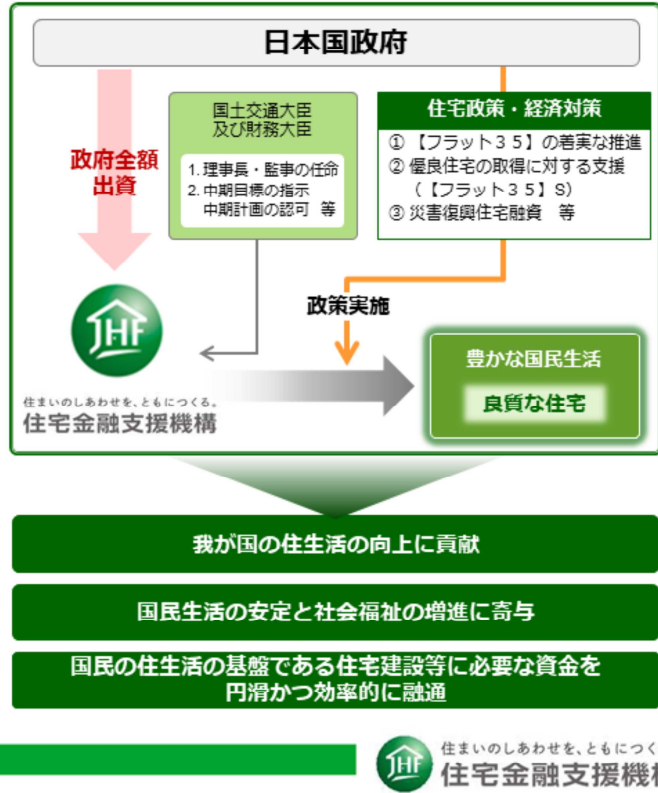 日本国政府
政府全額
出資
国土交通大臣
及び財務大臣
1. 理事長・監事の任命
2. 中期目標の指示
中期計画の認可 等
住宅政策・経済対策
① 【フラット３５】の着実な推進
② 優良住宅の取得に対する支援
（【フラット３５】S）
③ 災害復興住宅融資 等
政策実施
JHF
住まいのしあわせを、ともにつくる。
住宅金融支援機構
豊かな国民生活
良質な住宅
我が国の住生活の向上に貢献
国民生活の安定と社会福祉の増進に寄与
国民の住生活の基盤である住宅建設等に必要な資金を
円滑かつ効率的に融通
JHF
住まいのしあわせを、ともにつく
住宅金融支援機